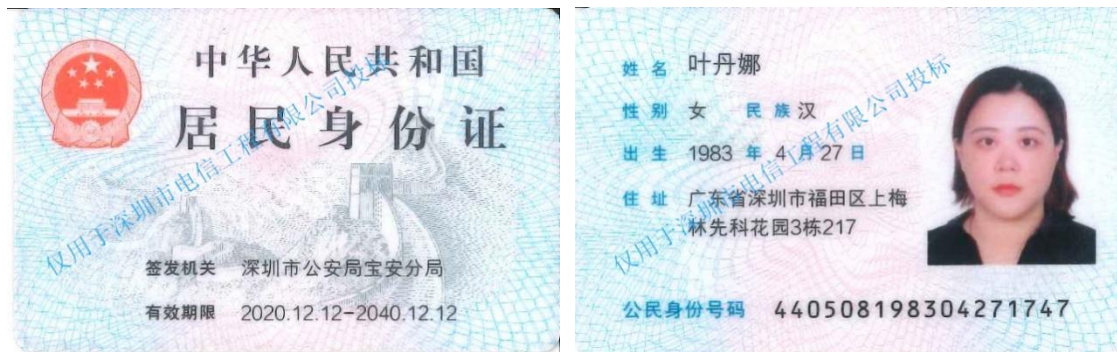 中华人民共和国
居民身份证
仅用于深圳市电信工程有限公司投标
签发机关 深圳市公安局宝安分局
有效期限 2020.12.12-2040.12.12
姓名 叶丹娜
性别 女 民族 汉
出生 1983 年 4 月 27 日
住址 广东省深圳市福田区上梅
林先科花园3栋217
仅用于深圳市电信工程有限公司投标
公民身份号码 440508198304271747